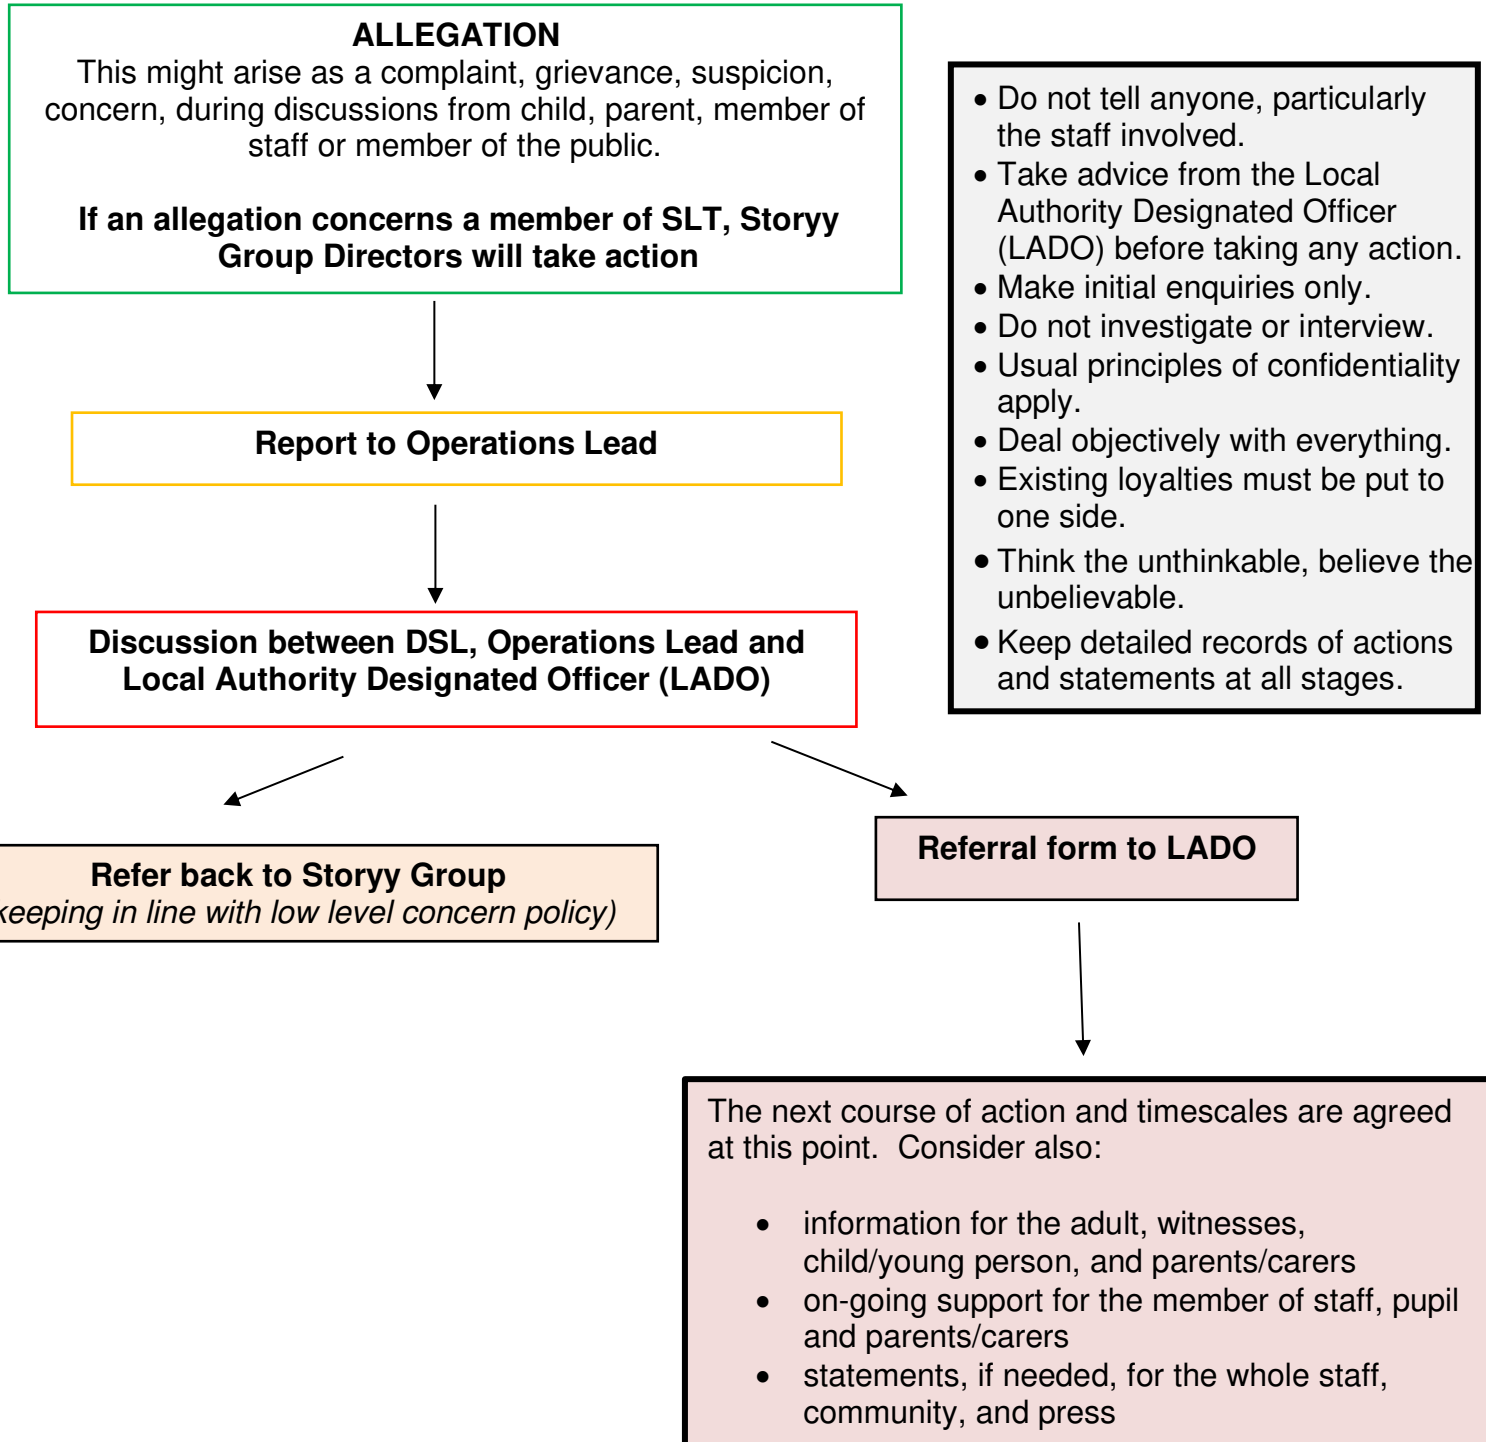 ALLEGATION
This might arise as a complaint, grievance, suspicion,
concern, during discussions from child, parent, member of
staff or member of the public.
If an allegation concerns a member of SLT, Storyy
Group Directors will take action
• Do not tell anyone, particularly
the staff involved.
• Take advice from the Local
Authority Designated Officer
(LADO) before taking any action.
• Make initial enquiries only.
• Do not investigate or interview.
• Usual principles of confidentiality
apply.
• Deal objectively with everything.
• Existing loyalties must be put to
one side.
• Think the unthinkable, believe the
unbelievable.
• Keep detailed records of actions
and statements at all stages.
Report to Operations Lead
Discussion between DSL, Operations Lead and
Local Authority Designated Officer (LADO)
Refer back to Storyy Group
keeping in line with low level concern policy)
Referral form to LADO
The next course of action and timescales are agreed
at this point.  Consider also:
• information for the adult, witnesses,
child/young person, and parents/carers
• on-going support for the member of staff, pupil
and parents/carers
• statements, if needed, for the whole staff,
community, and press